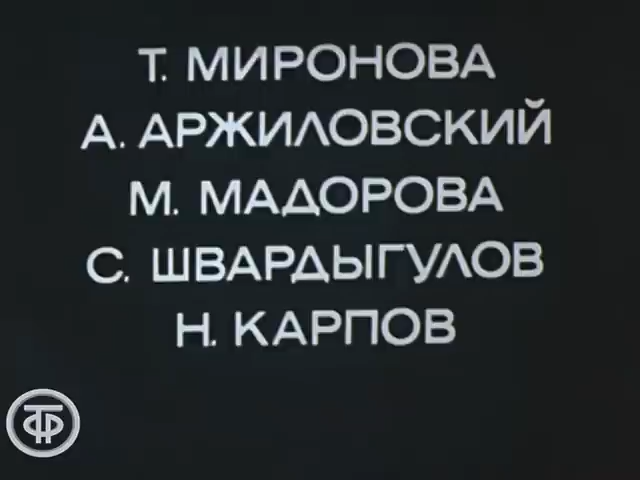 Т. МИРОНОВА
А. АРЖИЛОВСКИЙ
М. МАДОРОВА
С. ШВАРДЫГУЛОВ
Н. КАРПОВ